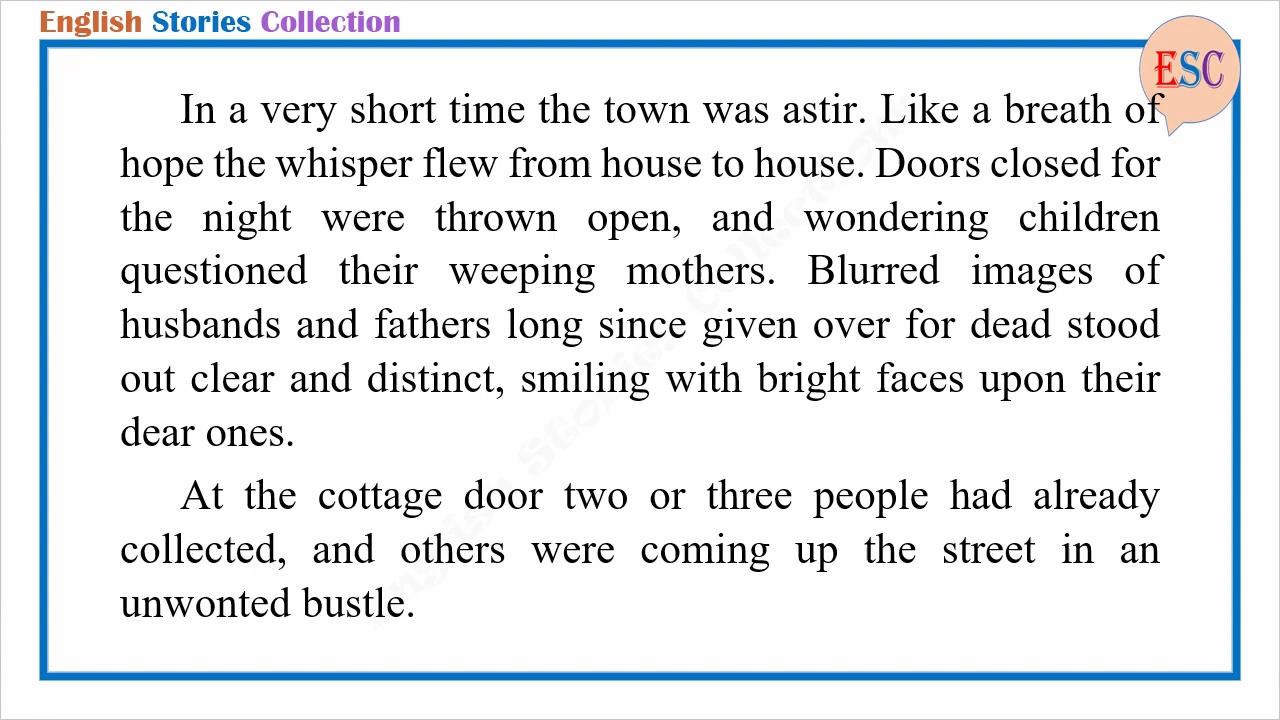 English Stories Collection
ESC
In a very short time the town was astir. Like a breath of
hope the whisper flew from house to house. Doors closed for
the night were thrown open, and wondering children
questioned their weeping mothers. Blurred images of
husbands and fathers long since given over for dead stood
out clear and distinct, smiling with bright faces upon their
dear ones.
At the cottage door two or three people had already
collected, and others were coming up the street in an
unwonted bustle.
English Stories Collection